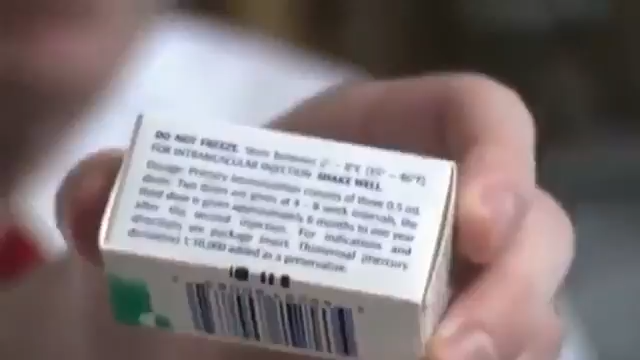 DO NOT FREEZE. Store between 2° - 8°C (35° - 46°F)
FOR INTRAMUSCULAR INJECTION. SHAKE WELL
Dosage: Primary immunization consists of three 0.5 mL
doses. Two doses are given at 4 - 8 week intervals, the
third dose is given approximately 6 months to one year
after the second injection. For indications and
directions see package insert. Thimerosal (mercury
derivative) 1:10,000 added as a preservative.